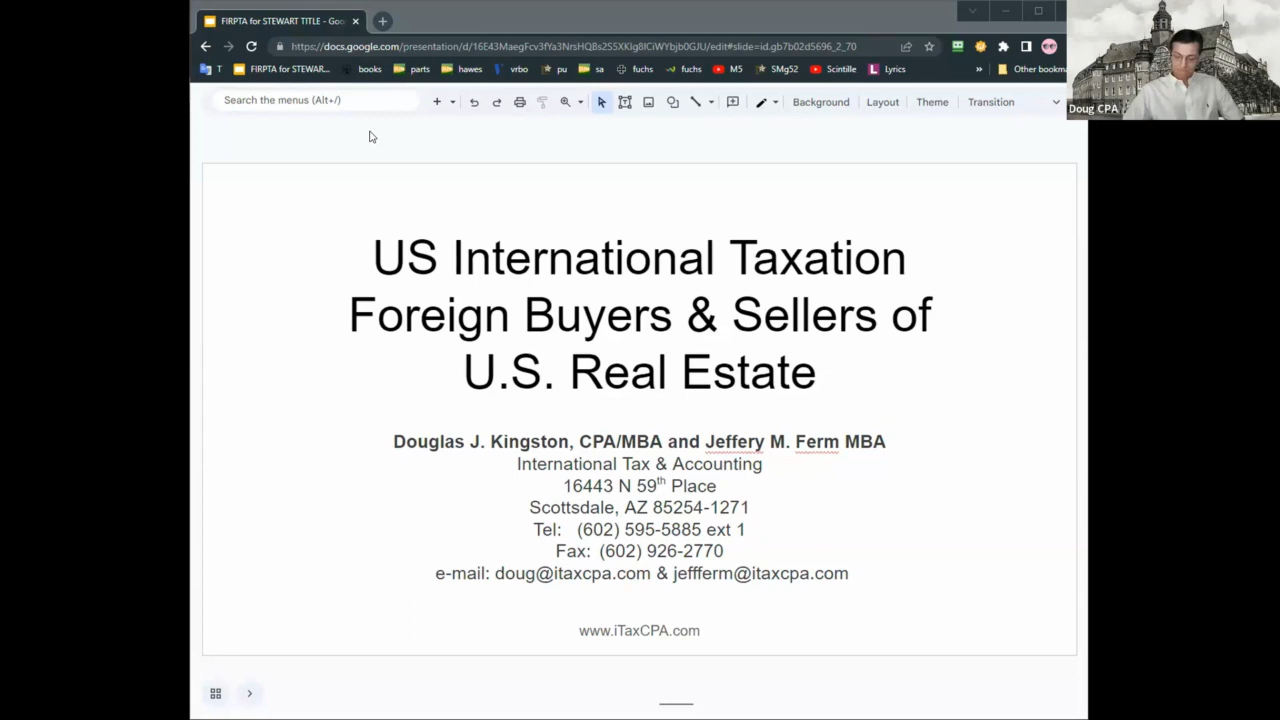 FIRPTA for STEWART TITLE - Goo
https://docs.google.com/presentation/d/16E43MaegFcv3fYa3NrsHQBs2S5XKIg8ICiWYbjb0GJU/edit#slide=id.gb7b02d5696_2_70
T FIRPTA for STEWAR... books parts hawes vrbo pu sa fuchs fuchs M5 SMg52 Scintille Lyrics » Other bookma
Search the menus (Alt+/) Background Layout Theme Transition
Doug CPA
US International Taxation
Foreign Buyers & Sellers of
U.S. Real Estate
Douglas J. Kingston, CPA/MBA and Jeffery M. Ferm MBA
International Tax & Accounting
16443 N 59th Place
Scottsdale, AZ 85254-1271
Tel: (602) 595-5885 ext 1
Fax: (602) 926-2770
e-mail: doug@itaxcpa.com & jeffferm@itaxcpa.com
www.iTaxCPA.com